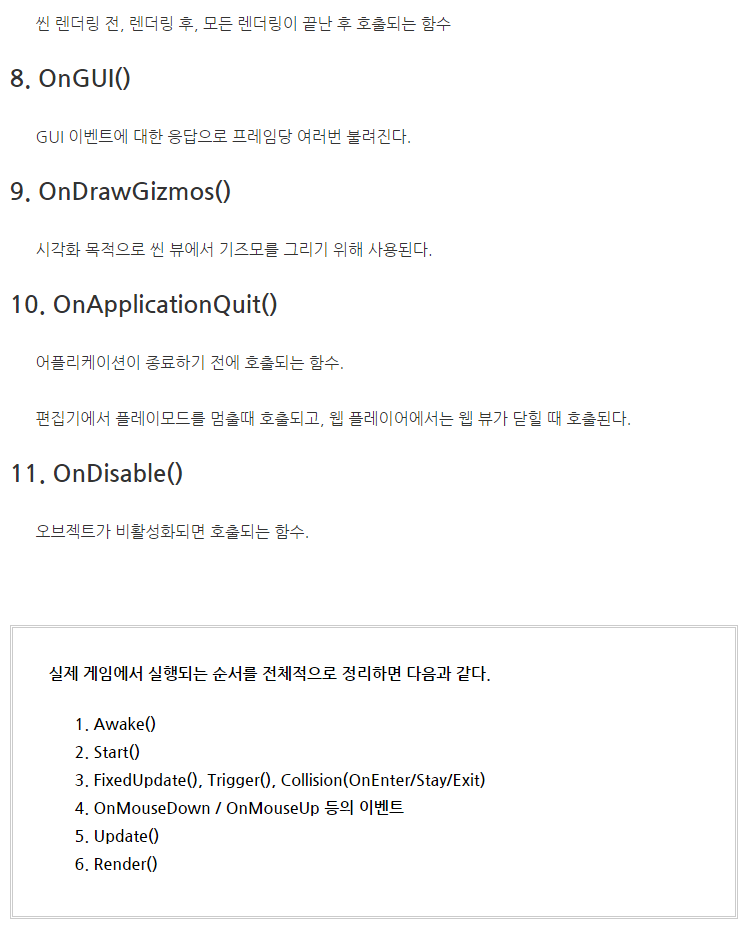 씬 렌더링 전, 렌더링 후, 모든 렌더링이 끝난 후 호출되는 함수
8. OnGUI()
GUI 이벤트에 대한 응답으로 프레임당 여러번 불려진다.
9. OnDrawGizmos()
시각화 목적으로 씬 뷰에서 기즈모를 그리기 위해 사용된다.
10. OnApplicationQuit()
어플리케이션이 종료하기 전에 호출되는 함수.
편집기에서 플레이모드를 멈출때 호출되고, 웹 플레이어에서는 웹 뷰가 닫힐 때 호출된다.
11. OnDisable()
오브젝트가 비활성화되면 호출되는 함수.
실제 게임에서 실행되는 순서를 전체적으로 정리하면 다음과 같다.
1. Awake()
2. Start()
3. FixedUpdate(), Trigger(), Collision(OnEnter/Stay/Exit)
4. OnMouseDown / OnMouseUp 등의 이벤트
5. Update()
6. Render()